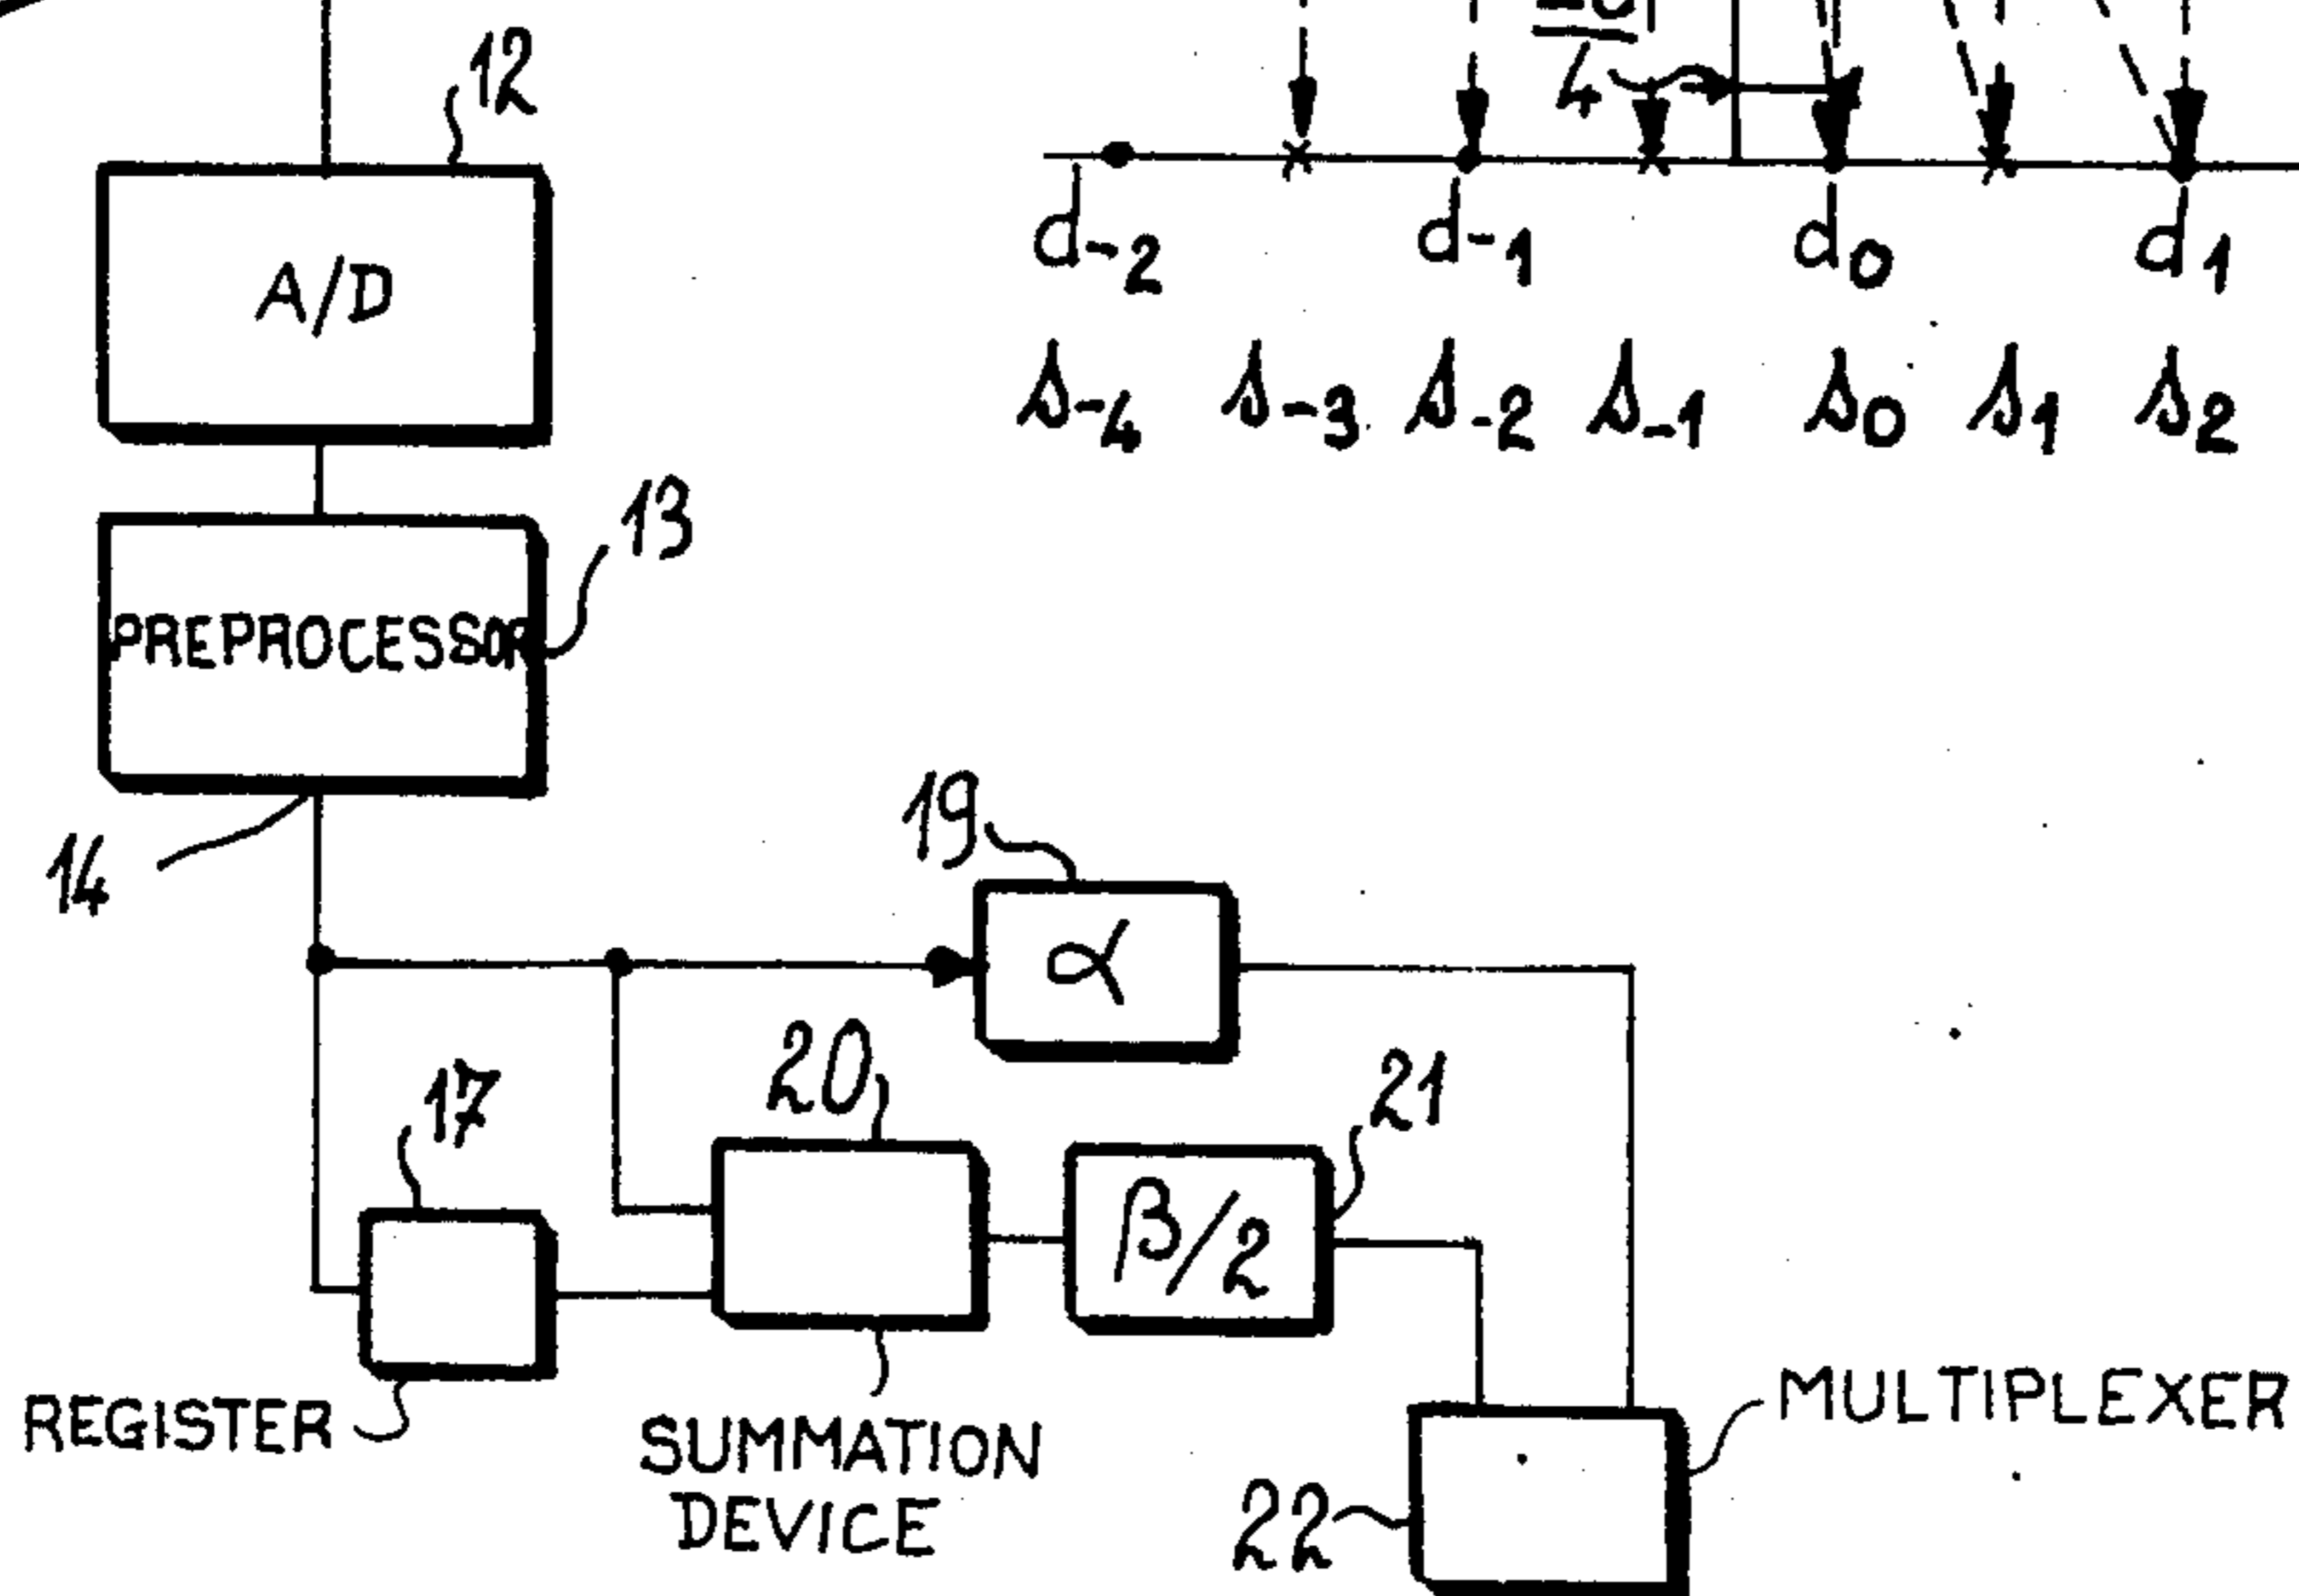 12
4
A/D
d-2 d-1 d0 d1
s-4 s-3 s-2 s-1 s0 s1 s2
13
PREPROCESSOR
14
19
α
20
21
17
β/2
REGISTER
MULTIPLEXER
SUMMATION
DEVICE
22